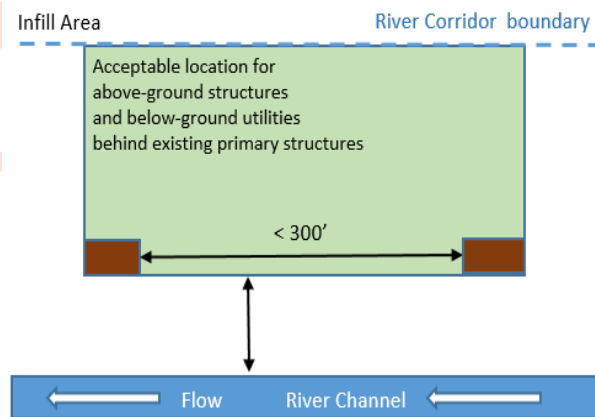 Infill Area
River Corridor boundary
Acceptable location for
above-ground structures
and below-ground utilities
behind existing primary structures
< 300’
Flow
River Channel